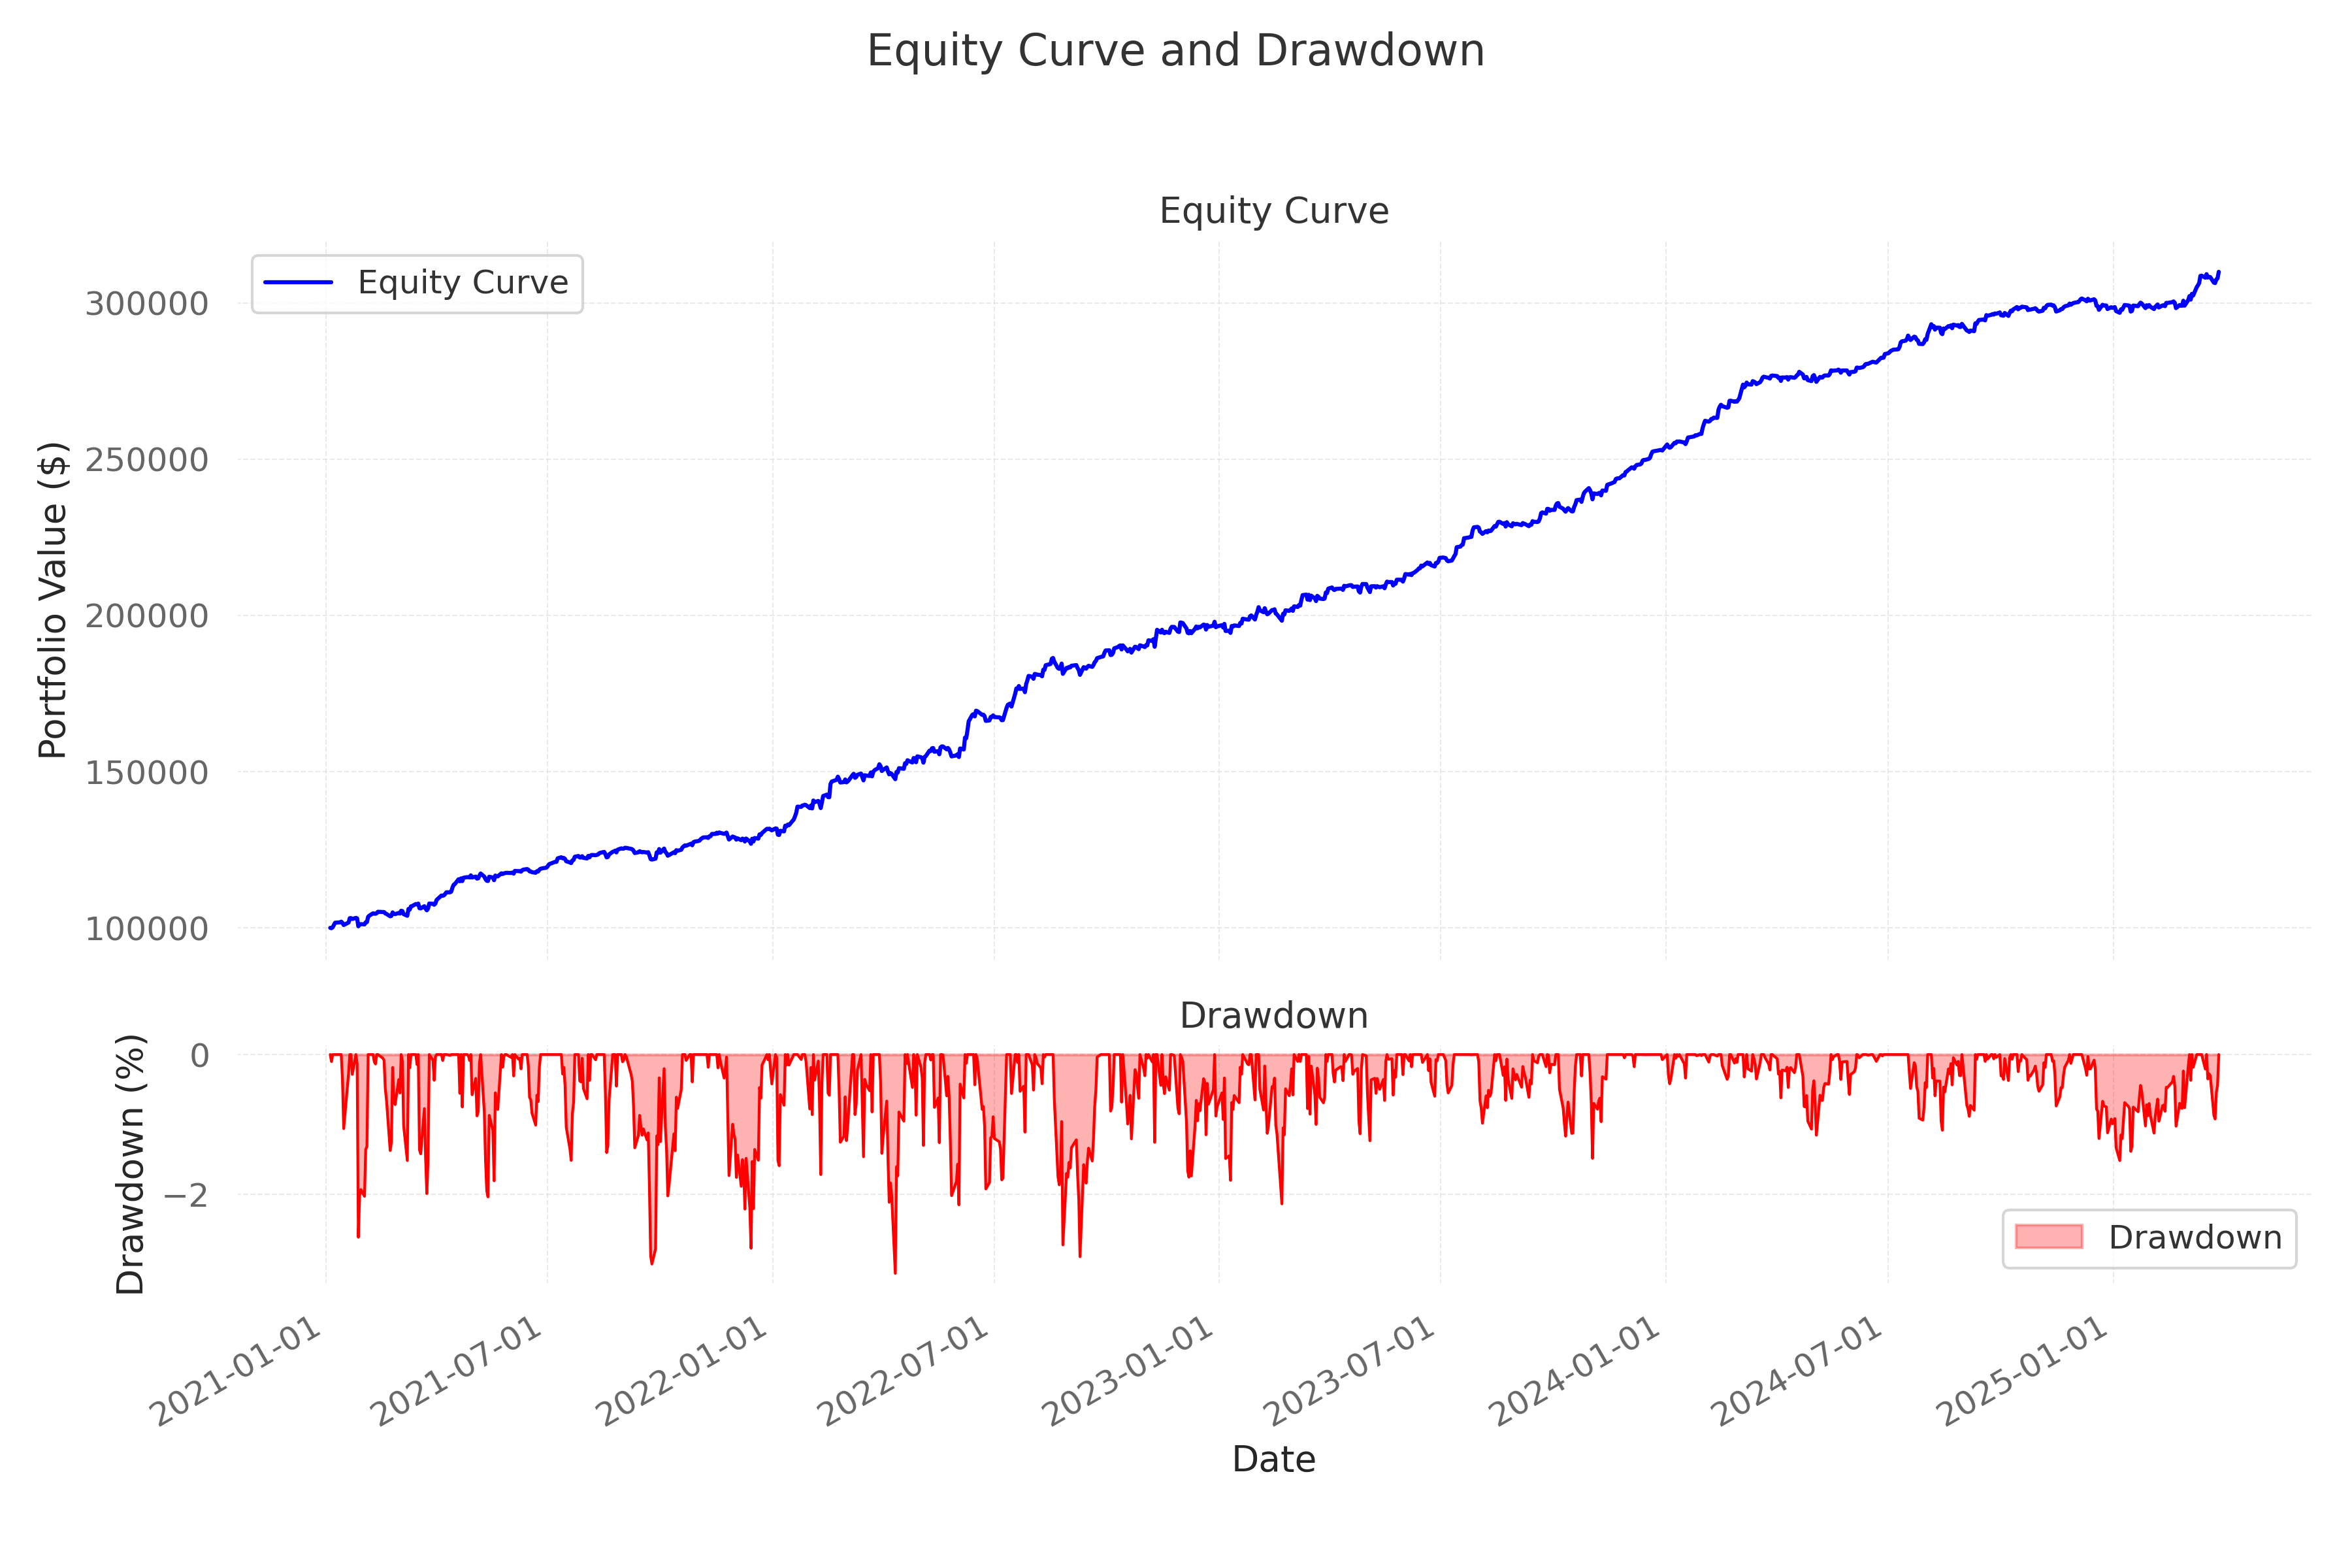 Equity Curve and Drawdown
Equity Curve
Equity Curve
Portfolio Value ($)
300000
250000
200000
150000
100000
Drawdown
Drawdown (%)
0
−2
Drawdown
2021-01-01
2021-07-01
2022-01-01
2022-07-01
2023-01-01
2023-07-01
2024-01-01
2024-07-01
2025-01-01
Date